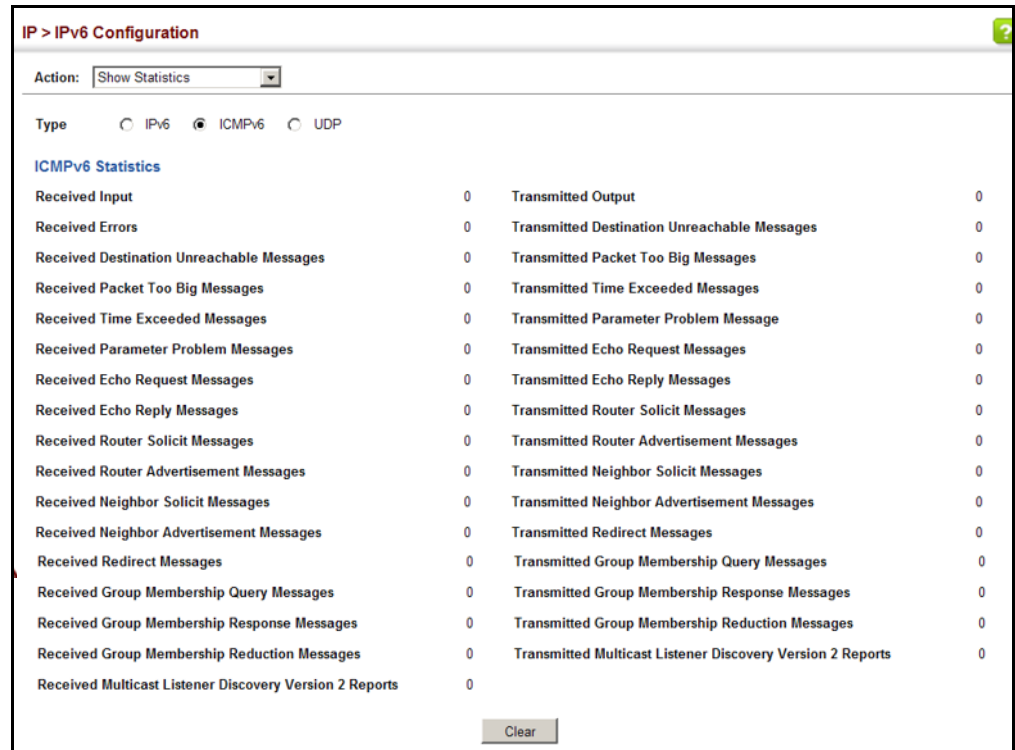 IP > IPv6 Configuration
?
Action: Show Statistics
Type IPv6 ICMPv6 UDP
ICMPv6 Statistics
Received Input 0 Transmitted Output 0
Received Errors 0 Transmitted Destination Unreachable Messages 0
Received Destination Unreachable Messages 0 Transmitted Packet Too Big Messages 0
Received Packet Too Big Messages 0 Transmitted Time Exceeded Messages 0
Received Time Exceeded Messages 0 Transmitted Parameter Problem Message 0
Received Parameter Problem Messages 0 Transmitted Echo Request Messages 0
Received Echo Request Messages 0 Transmitted Echo Reply Messages 0
Received Echo Reply Messages 0 Transmitted Router Solicit Messages 0
Received Router Solicit Messages 0 Transmitted Router Advertisement Messages 0
Received Router Advertisement Messages 0 Transmitted Neighbor Solicit Messages 0
Received Neighbor Solicit Messages 0 Transmitted Neighbor Advertisement Messages 0
Received Neighbor Advertisement Messages 0 Transmitted Redirect Messages 0
Received Redirect Messages 0 Transmitted Group Membership Query Messages 0
Received Group Membership Query Messages 0 Transmitted Group Membership Response Messages 0
Received Group Membership Response Messages 0 Transmitted Group Membership Reduction Messages 0
Received Group Membership Reduction Messages 0 Transmitted Multicast Listener Discovery Version 2 Reports 0
Received Multicast Listener Discovery Version 2 Reports 0
Clear